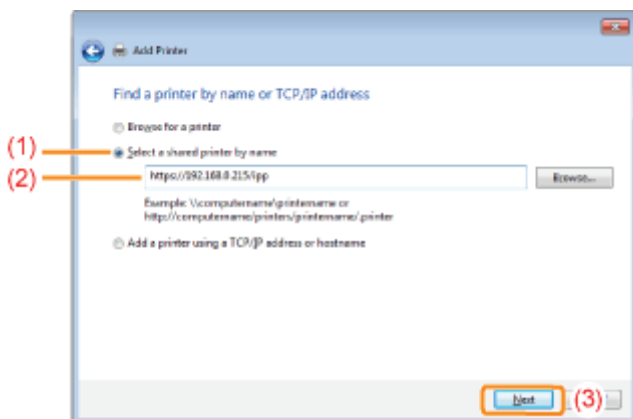 Add Printer
Find a printer by name or TCP/IP address
Browse for a printer
(1)
Select a shared printer by name
(2)
https://192.168.0.215/ipp
Browse...
Example: \\computername\printername or
http://computername/printers/printername/.printer
Add a printer using a TCP/IP address or hostname
Next
(3)